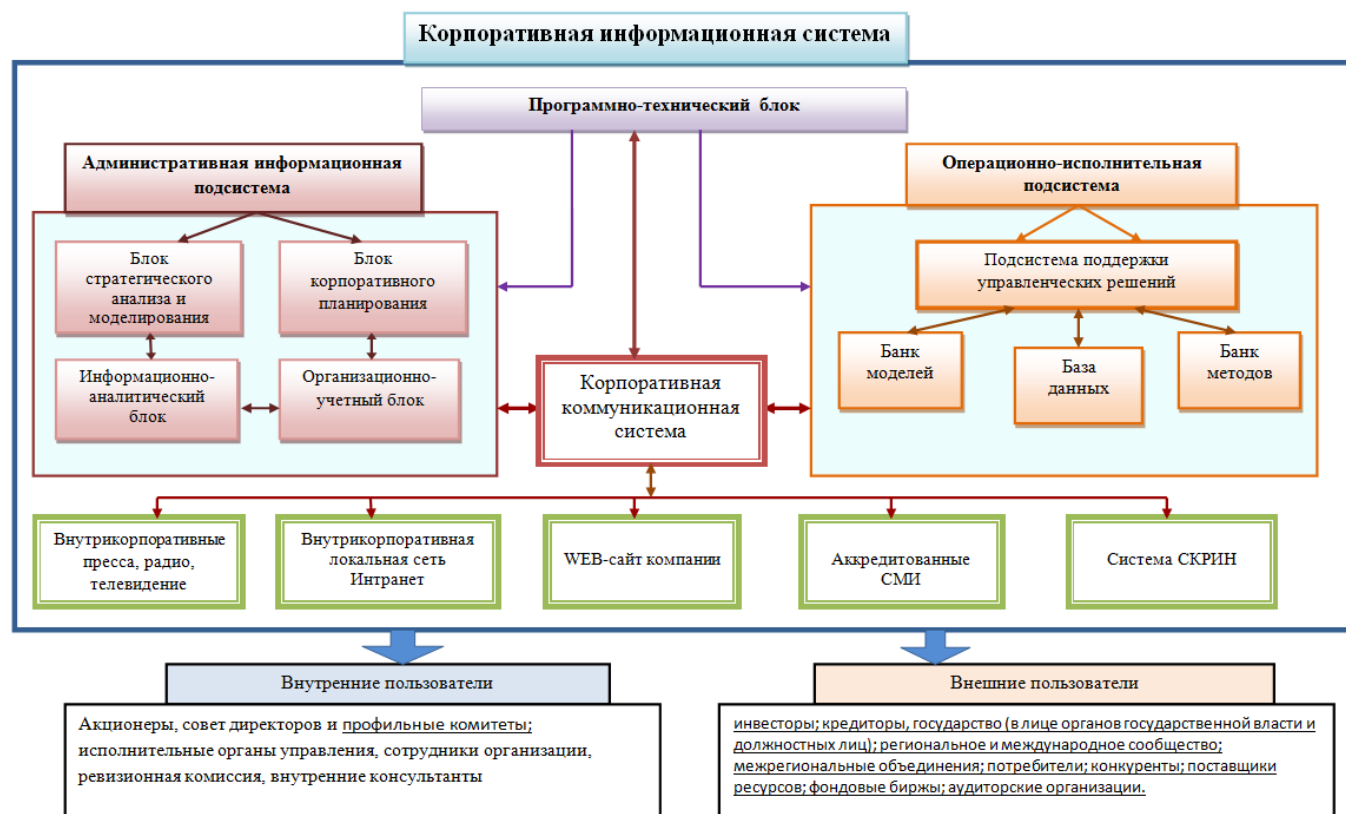 Корпоративная информационная система
Программно-технический блок
Административная информационная
подсистема
Операционно-исполнительная
подсистема
Блок
стратегического
анализа и
моделирования
Блок
корпоративного
планирования
Подсистема поддержки
управленческих решений
Информационно-
аналитический
блок
Организационно-
учетный блок
Корпоративная
коммуникационная
система
Банк
моделей
База
данных
Банк
методов
Внутрикорпоративные
пресса, радио,
телевидение
Внутрикорпоративная
локальная сеть
Интранет
WEB-сайт компании
Аккредитованные
СМИ
Система СКРИН
Внутренние пользователи
Акционеры, совет директоров и профильные комитеты;
исполнительные органы управления, сотрудники организации,
ревизионная комиссия, внутренние консультанты
Внешние пользователи
инвесторы; кредиторы, государство (в лице органов государственной власти и
должностных лиц); региональное и международное сообщество;
межрегиональные объединения; потребители; конкуренты; поставщики
ресурсов; фондовые биржы; аудиторские организации.